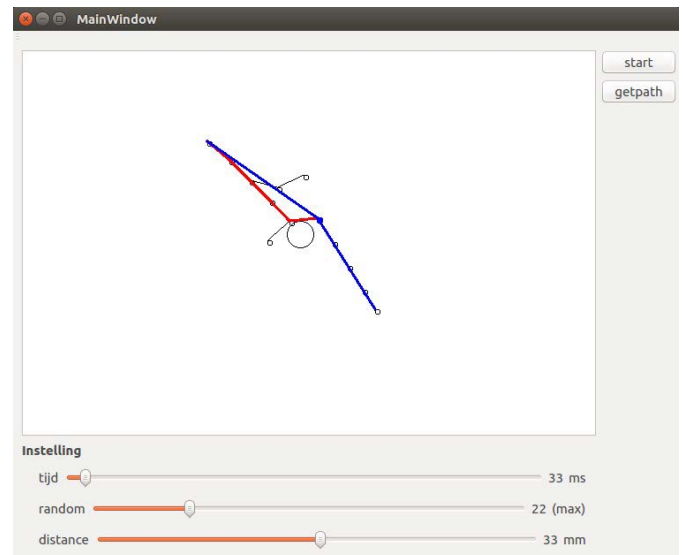 MainWindow
start
getpath
Instelling
tijd 33 ms
random 22 (max)
distance 33 mm